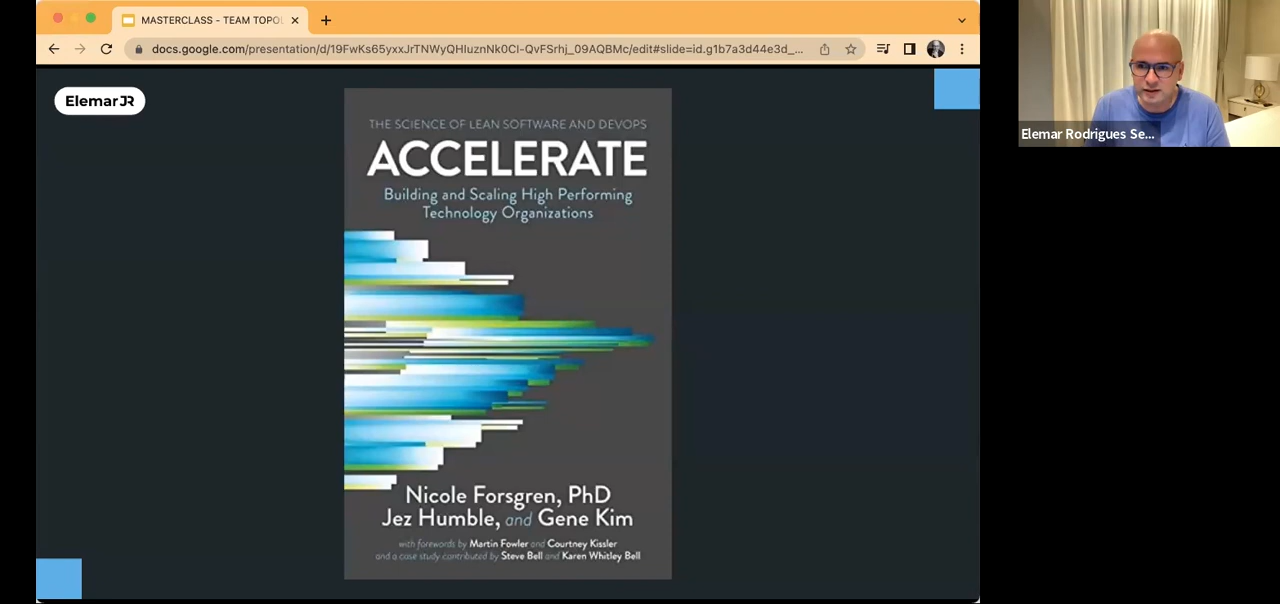 MASTERCLASS - TEAM TOPOL
docs.google.com/presentation/d/19FwKs65yxxJrTNWyQHIuznNk0CI-QvFSrhj_09AQBMc/edit#slide=id.g1b7a3d44e3d_...
ElemarJR
THE SCIENCE OF LEAN SOFTWARE AND DEVOPS
ACCELERATE
Building and Scaling High Performing
Technology Organizations
Nicole Forsgren, PhD
Jez Humble, and Gene Kim
with forewords by Martin Fowler and Courtney Kissler
and a case study contributed by Steve Bell and Karen Whitley Bell
Elemar Rodrigues Se...